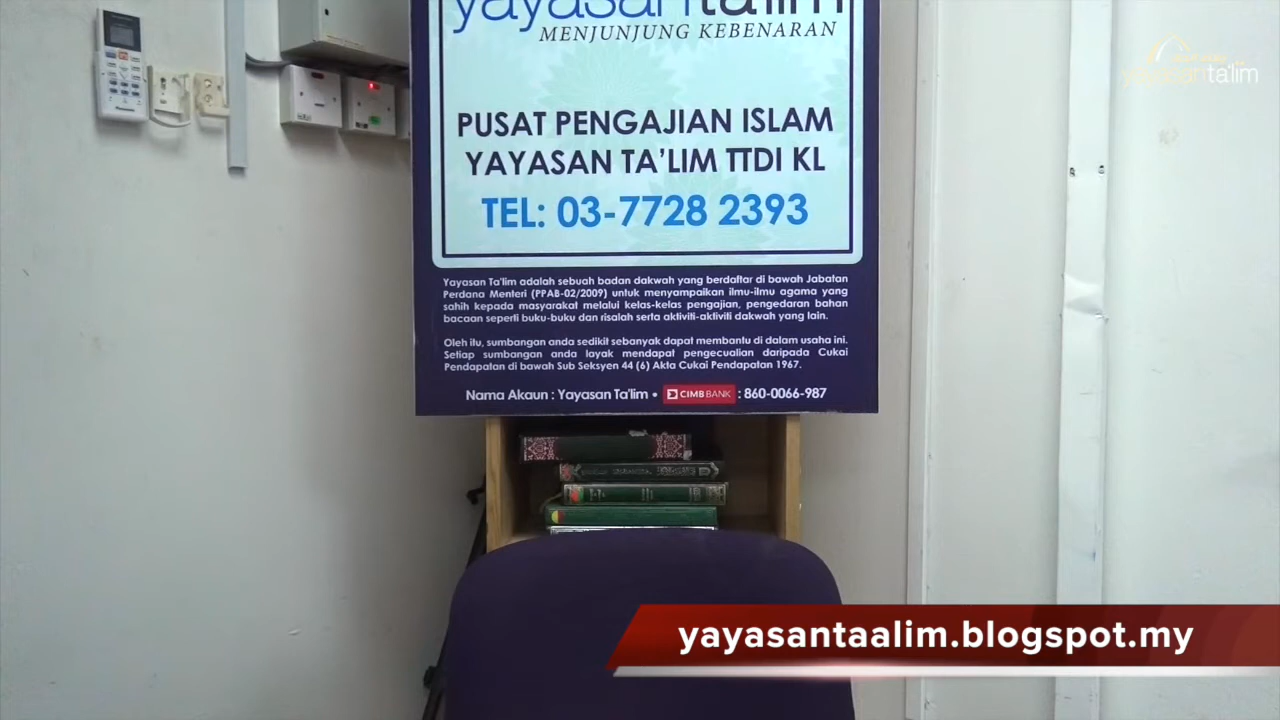 yayasanta'lim
MENJUNJUNG KEBENARAN
yayasanta'lim
PUSAT PENGAJIAN ISLAM
YAYASAN TA'LIM TTDI KL
TEL: 03-7728 2393
Yayasan Ta'lim adalah sebuah badan dakwah yang berdaftar di bawah Jabatan
Perdana Menteri (PPAB-02/2009) untuk menyampaikan ilmu-ilmu agama yang
sahih kepada masyarakat melalui kelas-kelas pengajian, pengedaran bahan
bacaan seperti buku-buku dan risalah serta aktiviti-aktiviti dakwah yang lain.
Oleh itu, sumbangan anda sedikit sebanyak dapat membantu di dalam usaha ini.
Setiap sumbangan anda layak mendapat pengecualian daripada Cukai
Pendapatan di bawah Sub Seksyen 44 (6) Akta Cukai Pendapatan 1967.
Nama Akaun : Yayasan Ta'lim • CIMB BANK : 860-0066-987
yayasantaalim.blogspot.my